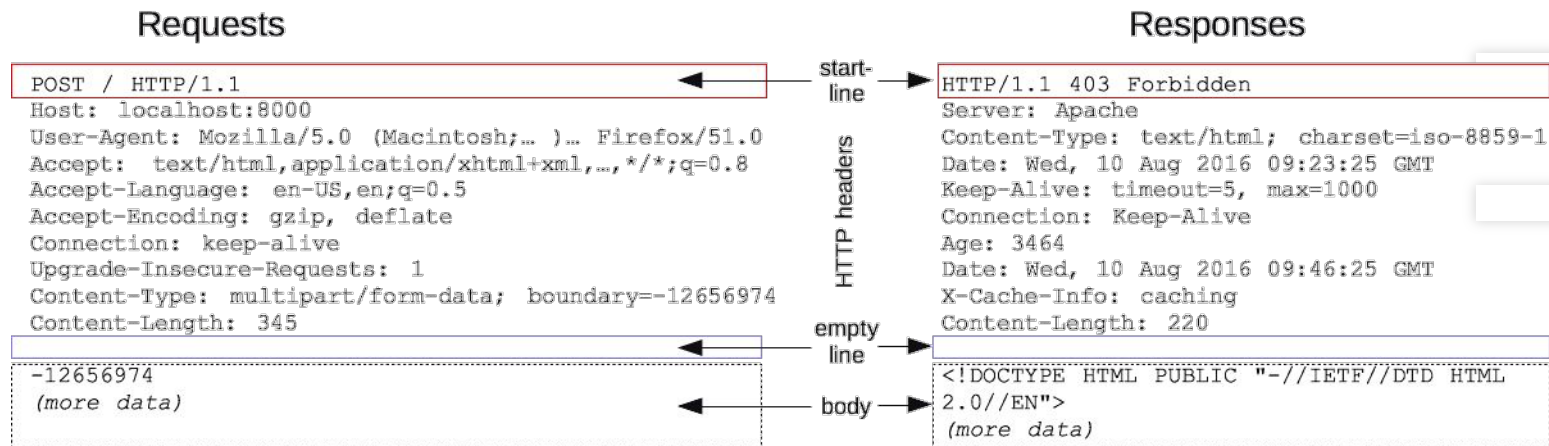 Requests
POST / HTTP/1.1
Host: localhost:8000
User-Agent: Mozilla/5.0 (Macintosh;… )… Firefox/51.0
Accept: text/html,application/xhtml+xml,…,*/*;q=0.8
Accept-Language: en-US,en;q=0.5
Accept-Encoding: gzip, deflate
Connection: keep-alive
Upgrade-Insecure-Requests: 1
Content-Type: multipart/form-data; boundary=-12656974
Content-Length: 345
-12656974
(more data)
start-
line
HTTP headers
empty
line
body
Responses
HTTP/1.1 403 Forbidden
Server: Apache
Content-Type: text/html; charset=iso-8859-1
Date: Wed, 10 Aug 2016 09:23:25 GMT
Keep-Alive: timeout=5, max=1000
Connection: Keep-Alive
Age: 3464
Date: Wed, 10 Aug 2016 09:46:25 GMT
X-Cache-Info: caching
Content-Length: 220
<!DOCTYPE HTML PUBLIC "-//IETF//DTD HTML
2.0//EN">
(more data)